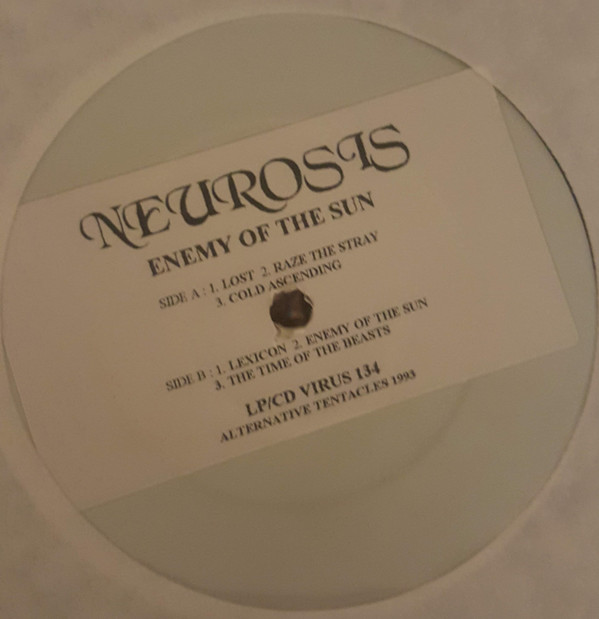 NEUROSIS
ENEMY OF THE SUN
SIDE A : 1. LOST 2. RAZE THE STRAY
3. COLD ASCENDING
SIDE B : 1. LEXICON 2. ENEMY OF THE SUN
3. THE TIME OF THE BEASTS
LP/CD VIRUS 134
ALTERNATIVE TENTACLES 1993